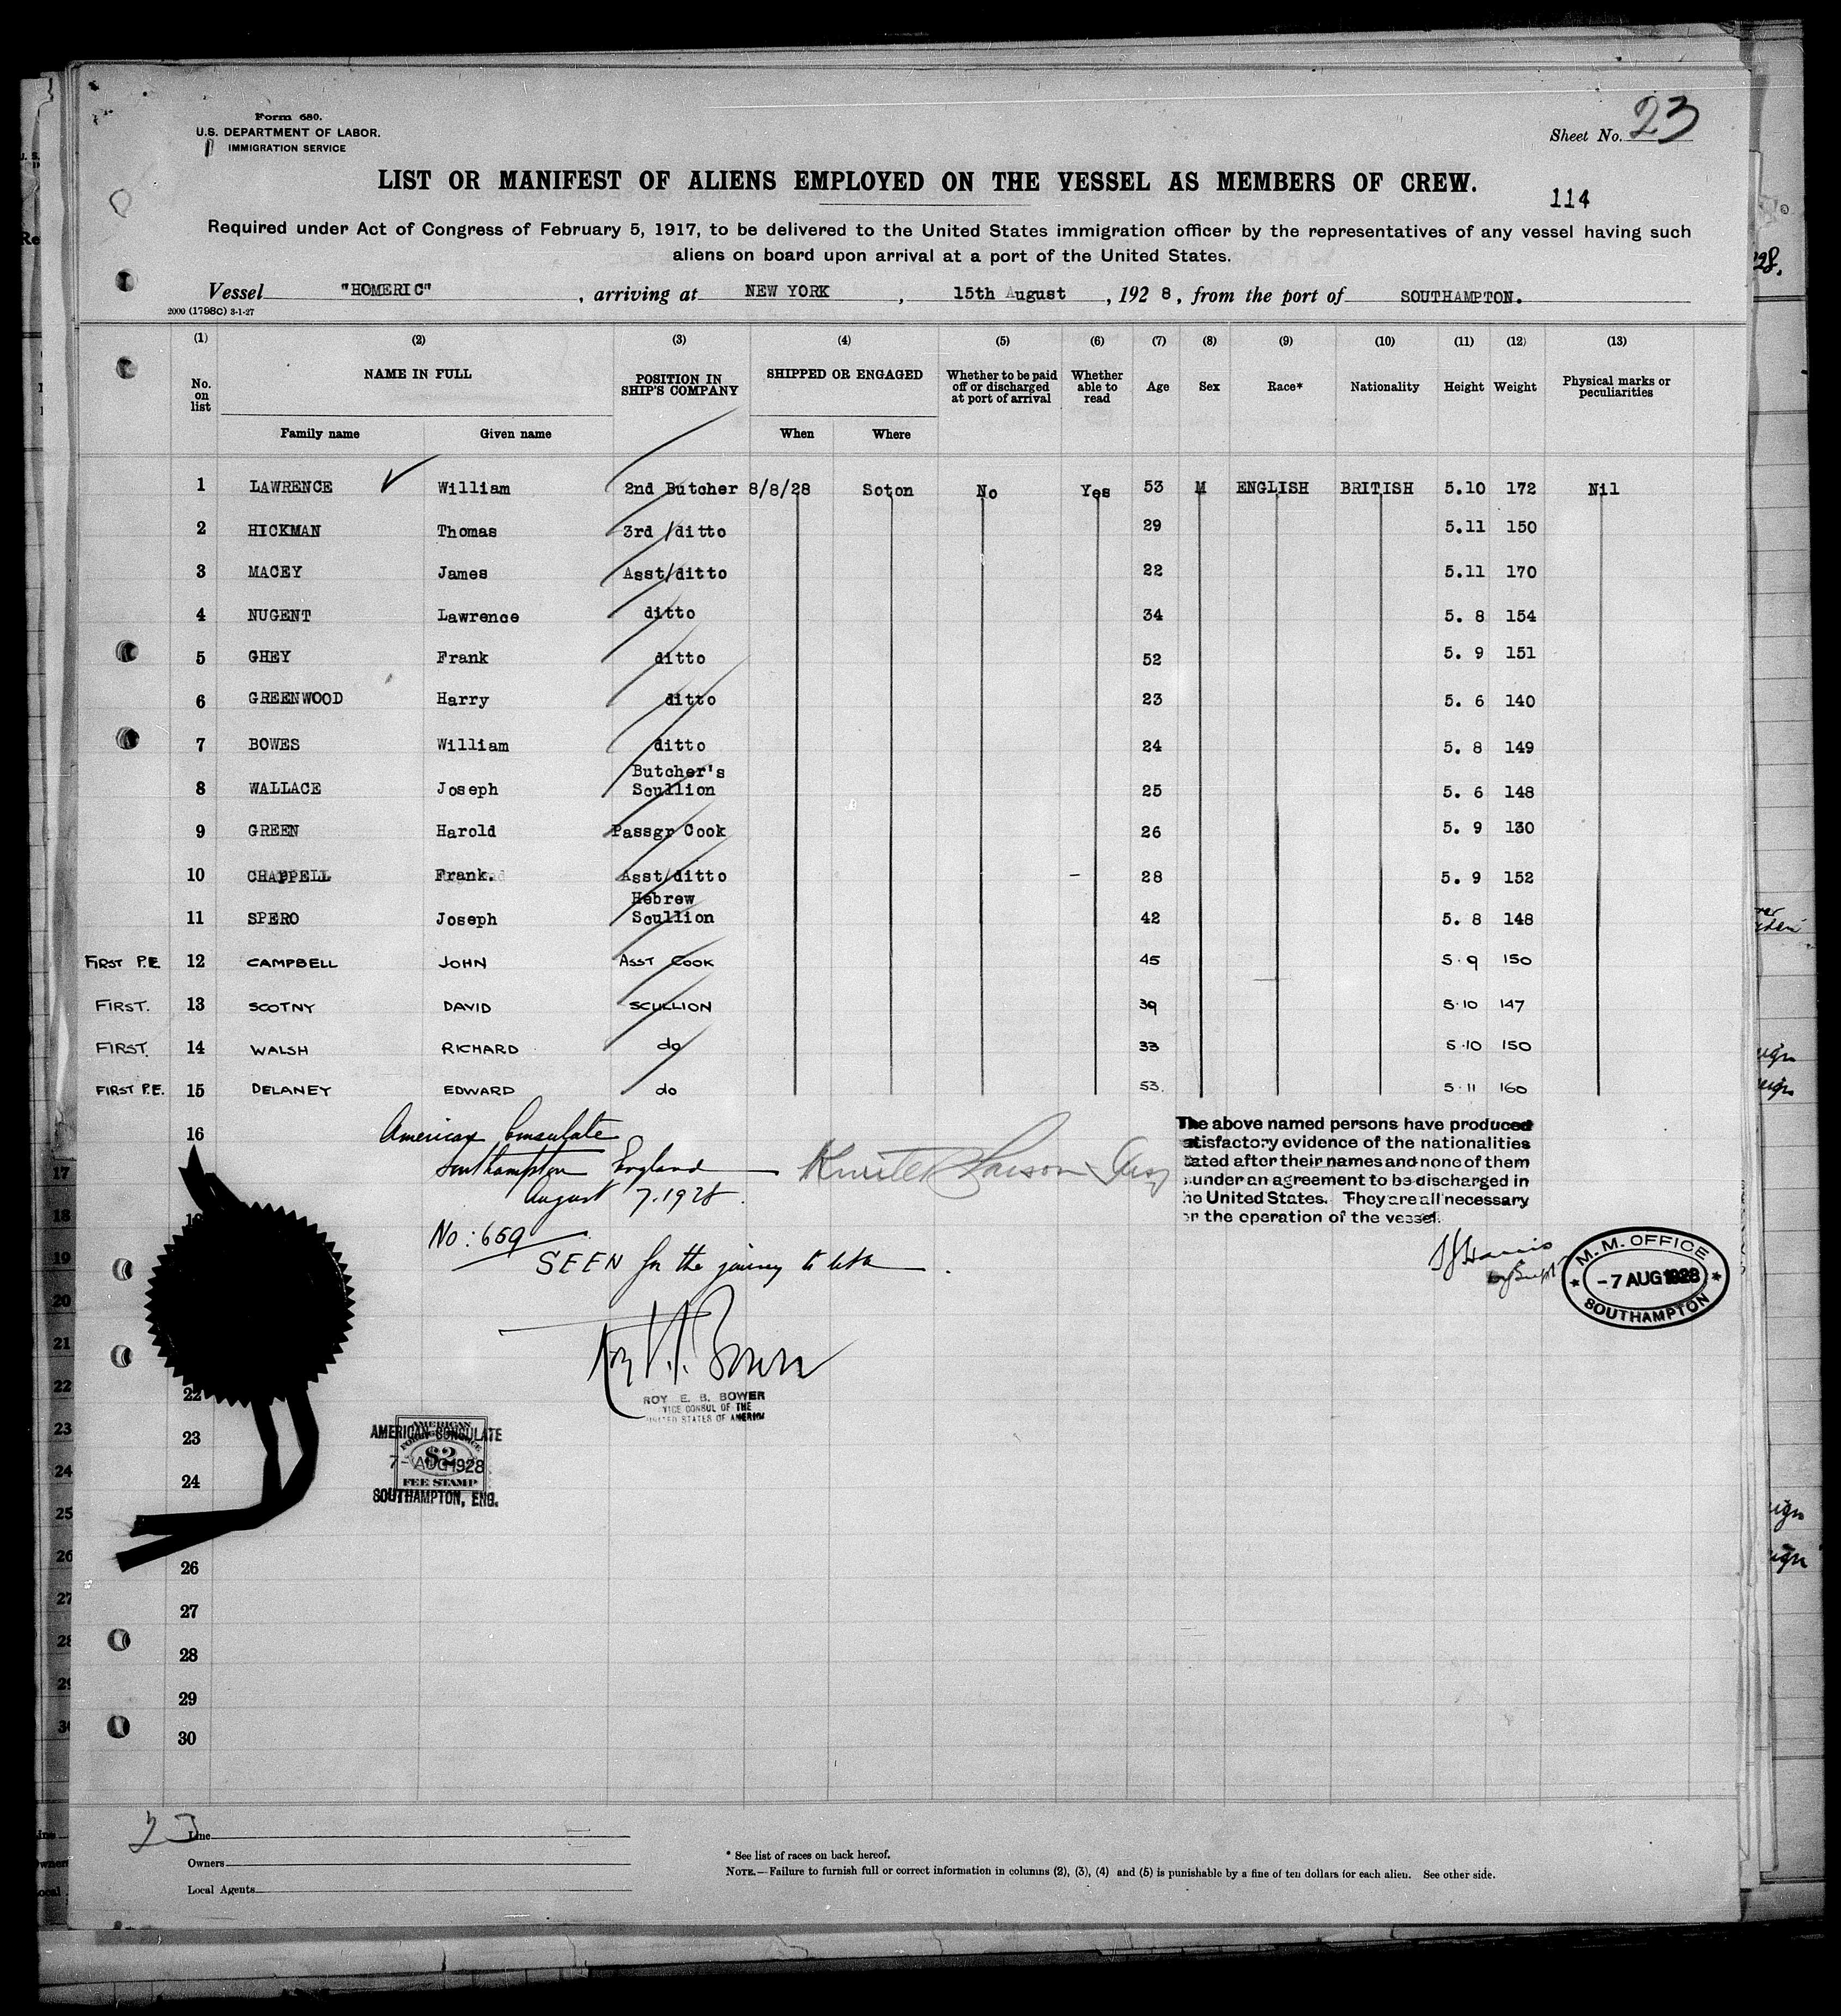 Form 680.
U.S. DEPARTMENT OF LABOR.
IMMIGRATION SERVICE
Sheet No. 23
LIST OR MANIFEST OF ALIENS EMPLOYED ON THE VESSEL AS MEMBERS OF CREW.
114
Required under Act of Congress of February 5, 1917, to be delivered to the United States immigration officer by the representatives of any vessel having such
aliens on board upon arrival at a port of the United States.
Vessel "HOMERIC", arriving at NEW YORK, 15th August, 1928, from the port of SOUTHAMPTON.
2000 (1798C) 3-1-27
(1) (2) (3) (4) (5) (6) (7) (8) (9) (10) (11) (12) (13)
No. on list NAME IN FULL POSITION IN SHIP'S COMPANY SHIPPED OR ENGAGED Whether to be paid off or discharged at port of arrival Whether able to read Age Sex Race* Nationality Height Weight Physical marks or peculiarities
Family name Given name When Where
1 LAWRENCE William 2nd Butcher 8/8/28 Soton No Yes 53 M ENGLISH BRITISH 5.10 172 Nil
2 HICKMAN Thomas 3rd /ditto 29 5.11 150
3 MACEY James Asst/ditto 22 5.11 170
4 NUGENT Lawrence ditto 34 5. 8 154
5 GHEY Frank ditto 52 5. 9 151
6 GREENWOOD Harry ditto 23 5. 6 140
7 BOWES William ditto 24 5. 8 149
8 WALLACE Joseph Butcher's Scullion 25 5. 6 148
9 GREEN Harold Passgr Cook 26 5. 9 130
10 CHAPPELL Frank. Asst/ditto 28 5. 9 152
11 SPERO Joseph Hebrew Scullion 42 5. 8 148
FIRST P.E. 12 CAMPBELL JOHN ASST COOK 45 5.9 150
FIRST. 13 SCOTNY DAVID SCULLION 39 5.10 147
FIRST. 14 WALSH RICHARD do 33 5.10 150
FIRST P.E. 15 DELANEY EDWARD do 53. 5.11 160
16
American Consulate
Southampton England
August 7. 1928.
No: 659
SEEN for the journey to USA
The above named persons have produced
satisfactory evidence of the nationalities
stated after their names and none of them
under an agreement to be discharged in
the United States. They are all necessary
or the operation of the vessel.
M. M. OFFICE
-7 AUG 1928
SOUTHAMPTON
ROY E. B. BOWER
VICE CONSUL OF THE
UNITED STATES OF AMERICA
AMERICAN CONSULATE
7- AUG 1928
SOUTHAMPTON, ENG.
AMERICAN
$2
FEE STAMP
17
18
19
20
21
22
22
23
23
24
24
25
26
26
27
27
28
28
29
29
30
23
Line
Owners
Local Agents
* See list of races on back hereof.
NOTE.—Failure to furnish full or correct information in columns (2), (3), (4) and (5) is punishable by a fine of ten dollars for each alien. See other side.